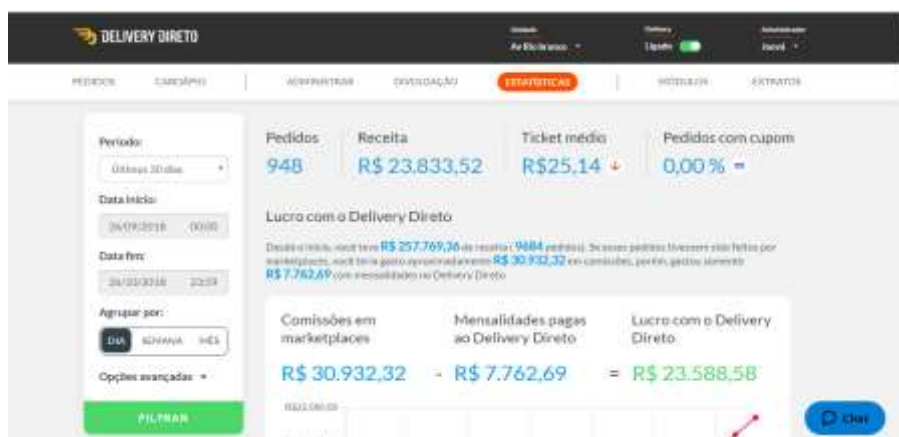 DELIVERY DIRETO
Unidade
Av Rio branco
Delivery
Ligado
Administrador
PEDIDOS CARDÁPIO ADMINISTRAR DIVULGAÇÃO ESTATÍSTICAS MÓDULOS EXTRATOS
Período:
Últimos 30 dias
Data início:
26/09/2018 00:00
Data fim:
26/10/2018 23:59
Agrupar por:
DIA SEMANA MÊS
Opções avançadas
FILTRAR
Pedidos Receita Ticket médio Pedidos com cupom
948 R$ 23.833,52 R$25,14 0,00 % =
Lucro com o Delivery Direto
Desde o início, você teve R$ 257.769,36 de receita ( 9684 pedidos). Se esses pedidos tivessem sido feitos por
marketplaces, você teria gasto aproximadamente R$ 30.932,32 em comissões, porém, gastou somente
R$ 7.762,69 com mensalidades no Delivery Direto
Comissões em Mensalidades pagas Lucro com o Delivery
marketplaces ao Delivery Direto Direto
R$ 30.932,32 - R$ 7.762,69 = R$ 23.588,58
Chat